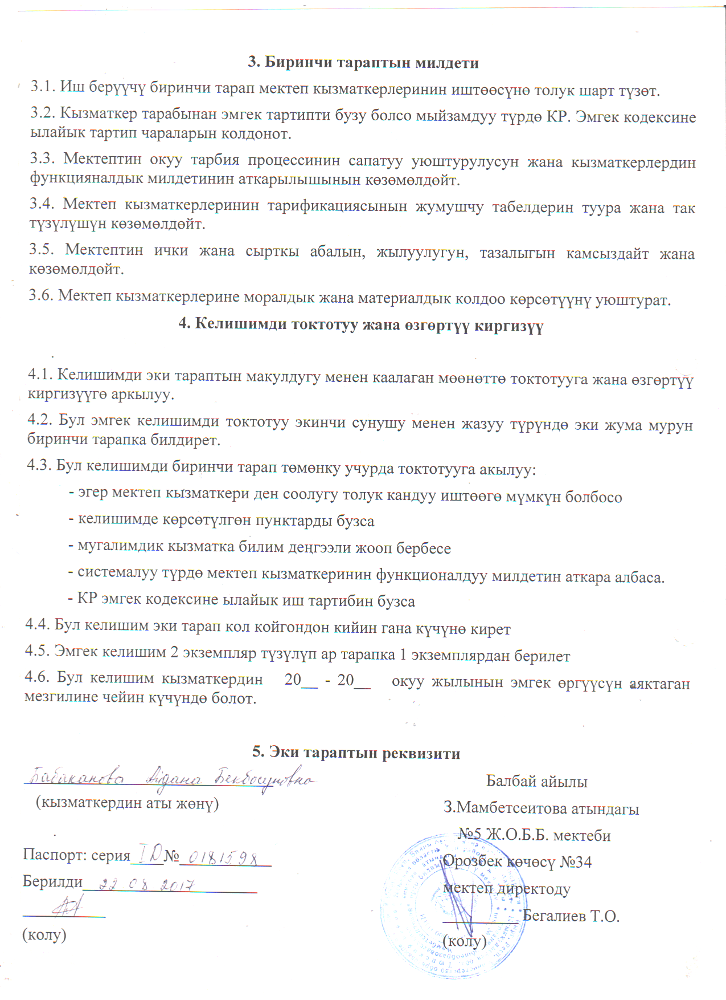 3. Биринчи тараптын милдети
3.1. Иш берүүчү биринчи тарап мектеп кызматкерлеринин иштөөсүнө толук шарт түзөт.
3.2. Кызматкер тарабынан эмгек тартипти бузу болсо мыйзамдуу түрдө КР. Эмгек кодексине
ылайык тартип чараларын колдонот.
3.3. Мектептин окуу тарбия процессинин сапатуу уюштурулусун жана кызматкерлердин
функцияналдык милдетинин аткарылышынын көзөмөлдөйт.
3.4. Мектеп кызматкерлеринин тарификациясынын жумушчу табелдерин туура жана так
түзүлүшүн көзөмөлдөйт.
3.5. Мектептин ички жана сырткы абалын, жылуулугун, тазалыгын камсыздайт жана
көзөмөлдөйт.
3.6. Мектеп кызматкерлерине моралдык жана материалдык колдоо көрсөтүүнү уюштурат.
4. Келишимди токтотуу жана өзгөртүү киргизүү
4.1. Келишимди эки тараптын макулдугу менен каалаган мөөнөттө токтотууга жана өзгөртүү
киргизүүгө аркылуу.
4.2. Бул эмгек келишимди токтотуу экинчи сунушу менен жазуу түрүндө эки жума мурун
биринчи тарапка билдирет.
4.3. Бул келишимди биринчи тарап төмөнку учурда токтотууга акылуу:
- эгер мектеп кызматкери ден соолугу толук кандуу иштөөгө мүмкүн болбосо
- келишимде көрсөтүлгөн пунктарды бузса
- мугалимдик кызматка билим деңгээли жооп бербесе
- системалуу түрдө мектеп кызматкеринин функционалдуу милдетин аткара албаса.
- КР эмгек кодексине ылайык иш тартибин бузса
4.4. Бул келишим эки тарап кол койгондон кийин гана күчүнө кирет
4.5. Эмгек келишим 2 экземпляр түзүлүп ар тарапка 1 экземплярдан берилет
4.6. Бул келишим кызматкердин 20__ - 20__ окуу жылынын эмгек өргүүсүн аяктаган
мезгилине чейин күчүндө болот.
5. Эки тараптын реквизити
Бабаканова Аідана Бекбосуновна
(кызматкердин аты жөнү)
Паспорт: серия ID № 0181598
Берилди 22 08 2017
(колу)
Балбай айылы
З.Мамбетсеитова атындагы
№5 Ж.О.Б.Б. мектеби
Орозбек көчөсү №34
мектеп директоду
__________ Бегалиев Т.О.
(колу)